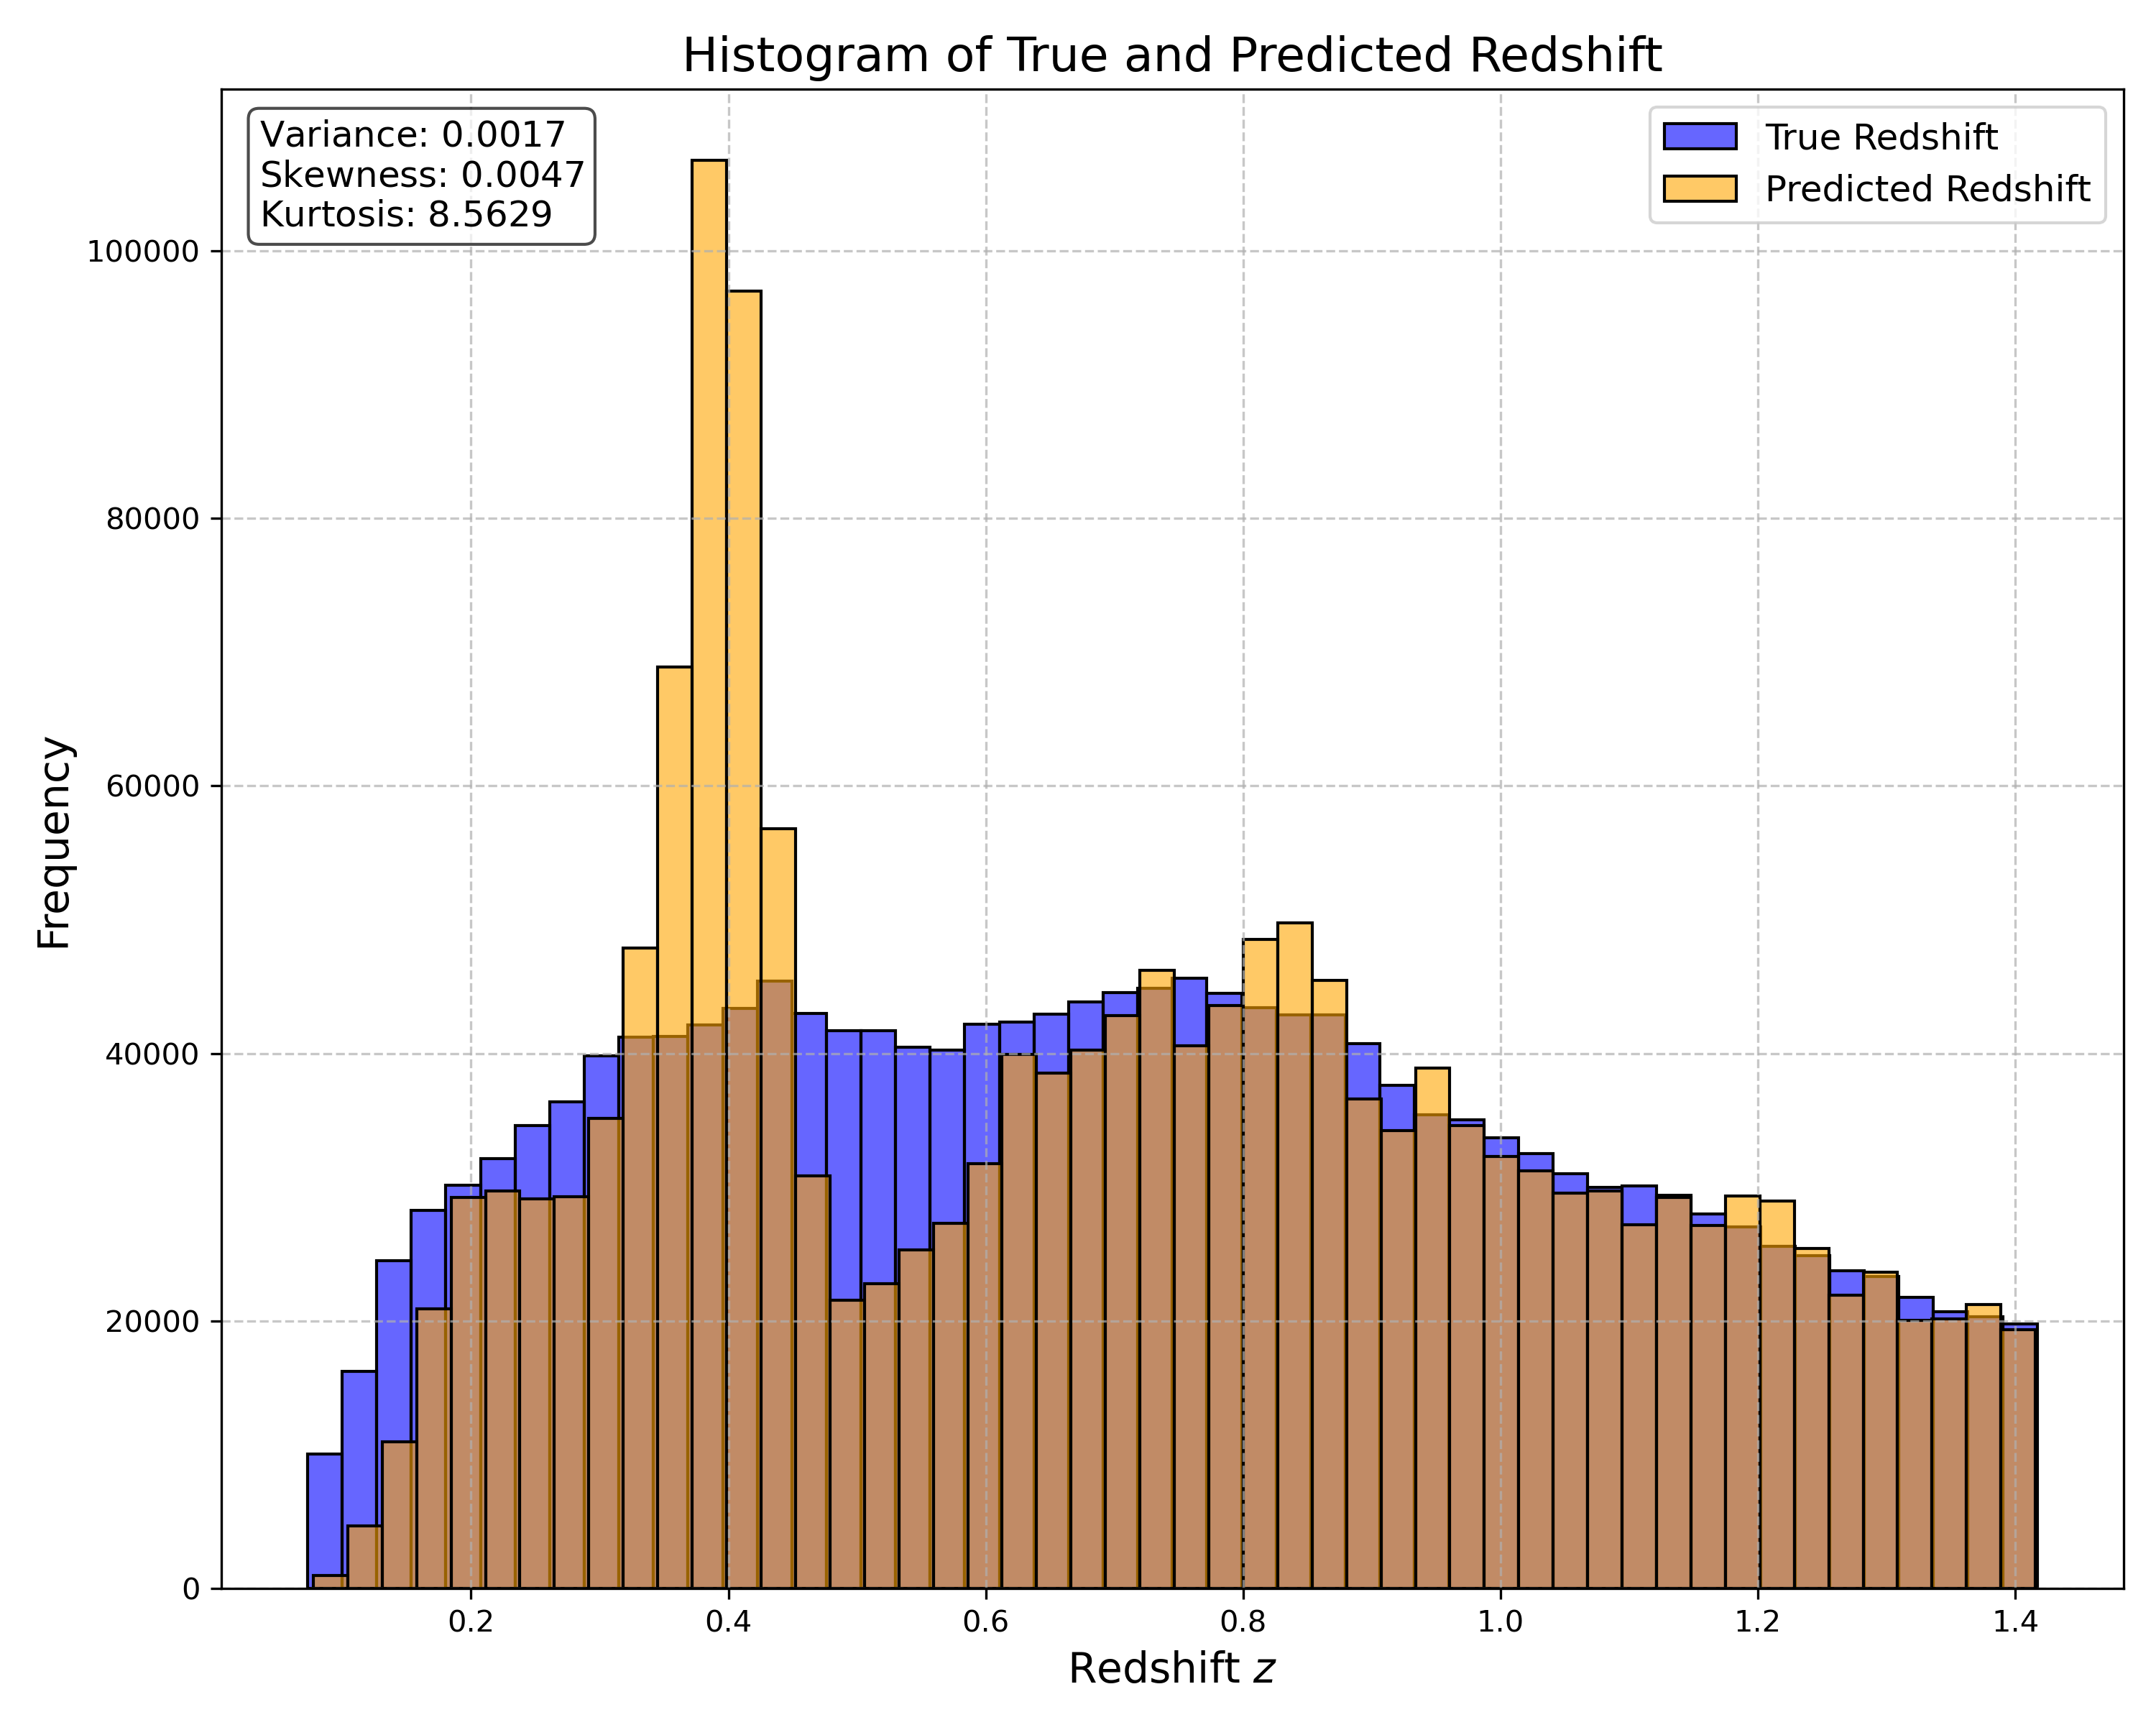 Histogram of True and Predicted Redshift
Variance: 0.0017
Skewness: 0.0047
Kurtosis: 8.5629
True Redshift
Predicted Redshift
100000
80000
60000
40000
20000
0
Frequency
0.2 0.4 0.6 0.8 1.0 1.2 1.4
Redshift z